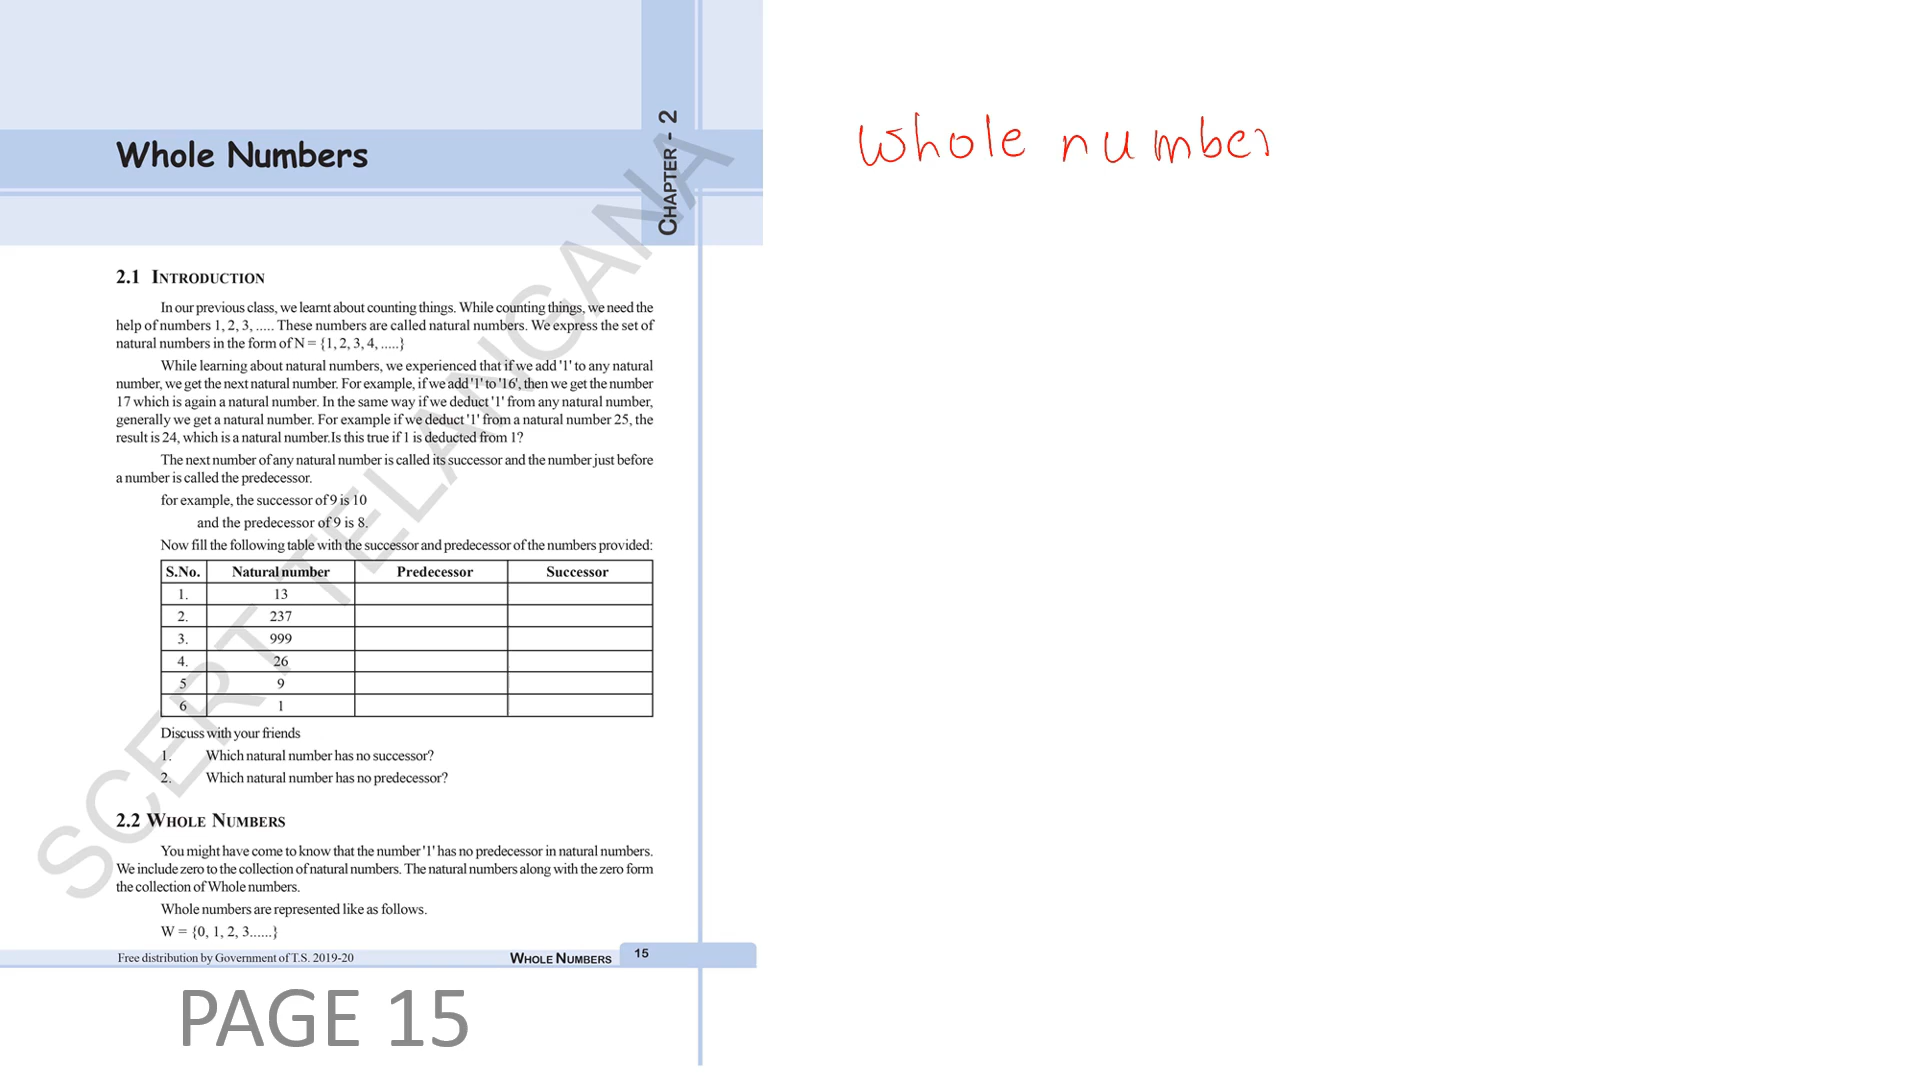 CHAPTER - 2
Whole Numbers
whole number
2.1 INTRODUCTION
In our previous class, we learnt about counting things. While counting things, we need the
help of numbers 1, 2, 3, ..... These numbers are called natural numbers. We express the set of
natural numbers in the form of N = {1, 2, 3, 4, .....}
While learning about natural numbers, we experienced that if we add '1' to any natural
number, we get the next natural number. For example, if we add '1' to '16', then we get the number
17 which is again a natural number. In the same way if we deduct '1' from any natural number,
generally we get a natural number. For example if we deduct '1' from a natural number 25, the
result is 24, which is a natural number.Is this true if 1 is deducted from 1?
The next number of any natural number is called its successor and the number just before
a number is called the predecessor.
for example, the successor of 9 is 10
and the predecessor of 9 is 8.
Now fill the following table with the successor and predecessor of the numbers provided:
S.No. Natural number Predecessor Successor
1. 13
2. 237
3. 999
4. 26
5 9
6 1
Discuss with your friends
1. Which natural number has no successor?
2. Which natural number has no predecessor?
2.2 WHOLE NUMBERS
You might have come to know that the number '1' has no predecessor in natural numbers.
We include zero to the collection of natural numbers. The natural numbers along with the zero form
the collection of Whole numbers.
Whole numbers are represented like as follows.
W = {0, 1, 2, 3......}
Free distribution by Government of T.S. 2019-20 WHOLE NUMBERS 15
SCERT TELANGANA
PAGE 15